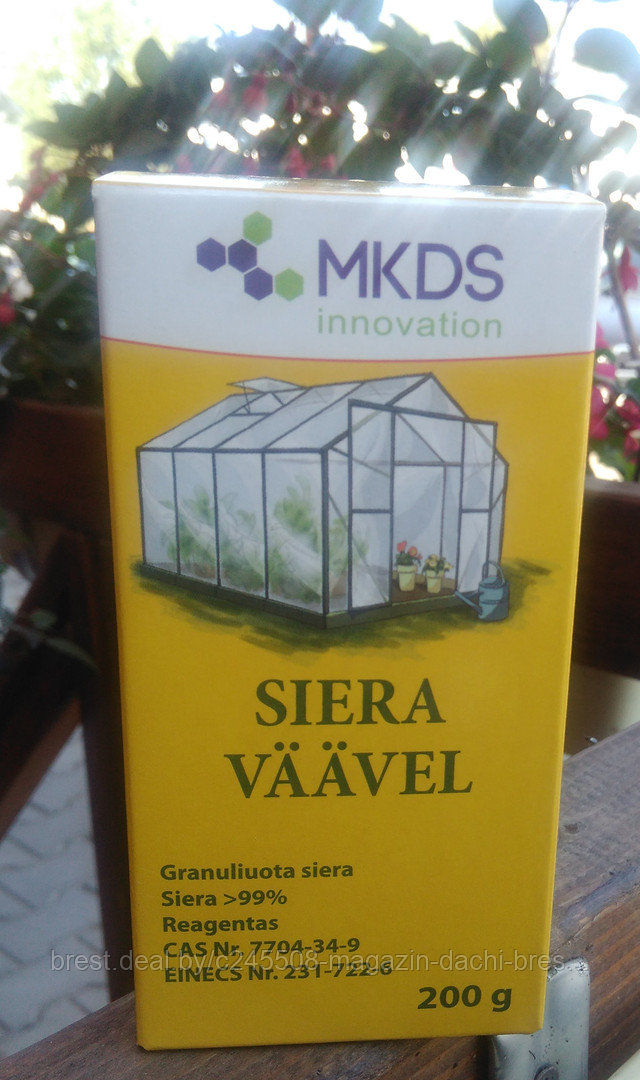 MKDS
innovation
SIERA
VÄÄVEL
Granuliuota siera
Siera >99%
Reagentas
CAS Nr. 7704-34-9
brest.deal.by/c245508-magazin-dachi-bres...
EINECS Nr. 231-722-6
200 g